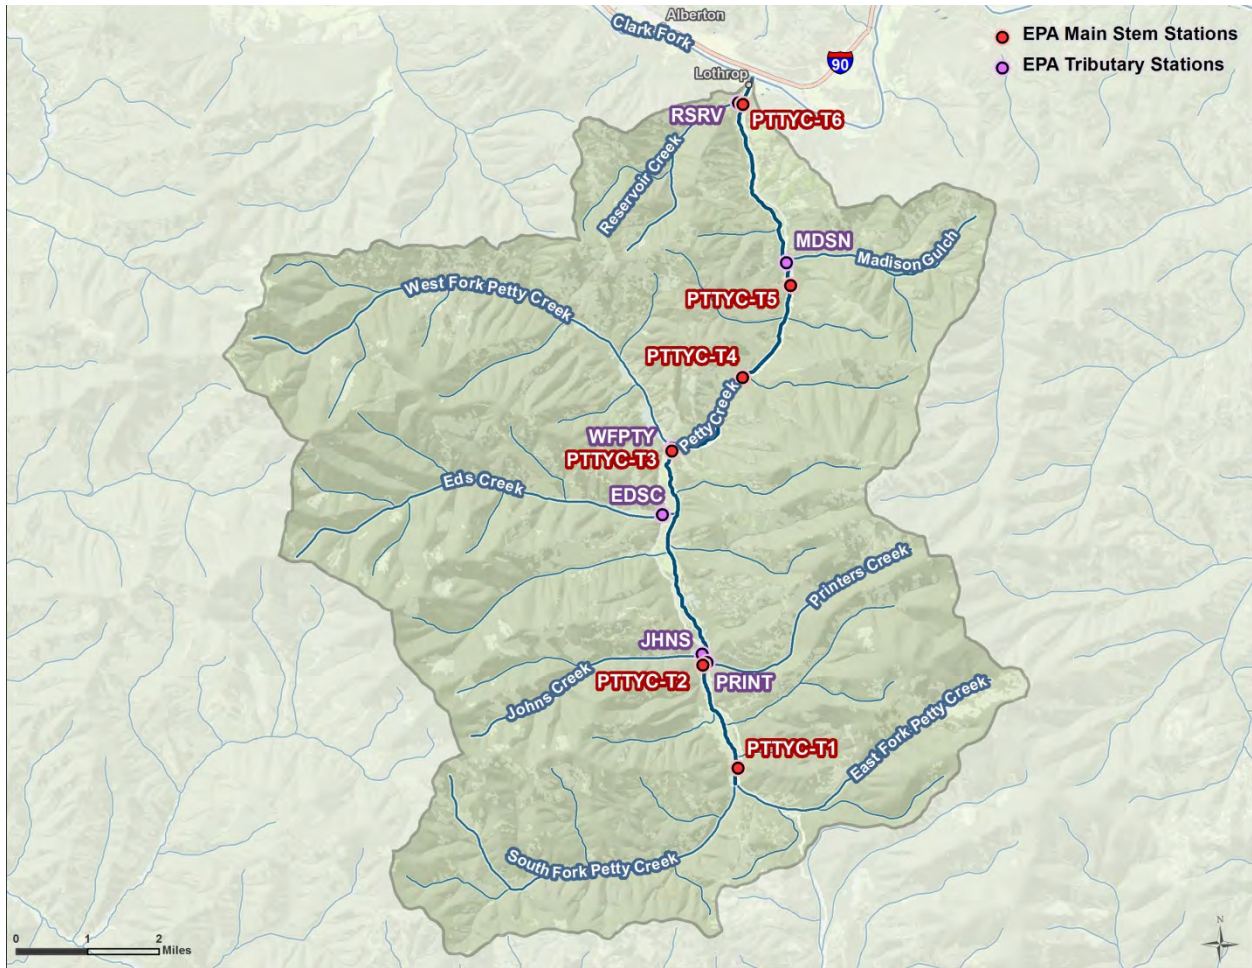 Alberton
Clark Fork
EPA Main Stem Stations
90
EPA Tributary Stations
Lothrop
RSRV
PTTYC-T6
Reservoir Creek
MDSN
Madison Gulch
West Fork Petty Creek
PTTYC-T5
PTTYC-T4
Petty Creek
WFPTY
PTTYC-T3
Eds Creek
EDSC
Printers Creek
JHNS
PTTYC-T2
PRINT
Johns Creek
East Fork Petty Creek
PTTYC-T1
South Fork Petty Creek
0 1 2
Miles
N